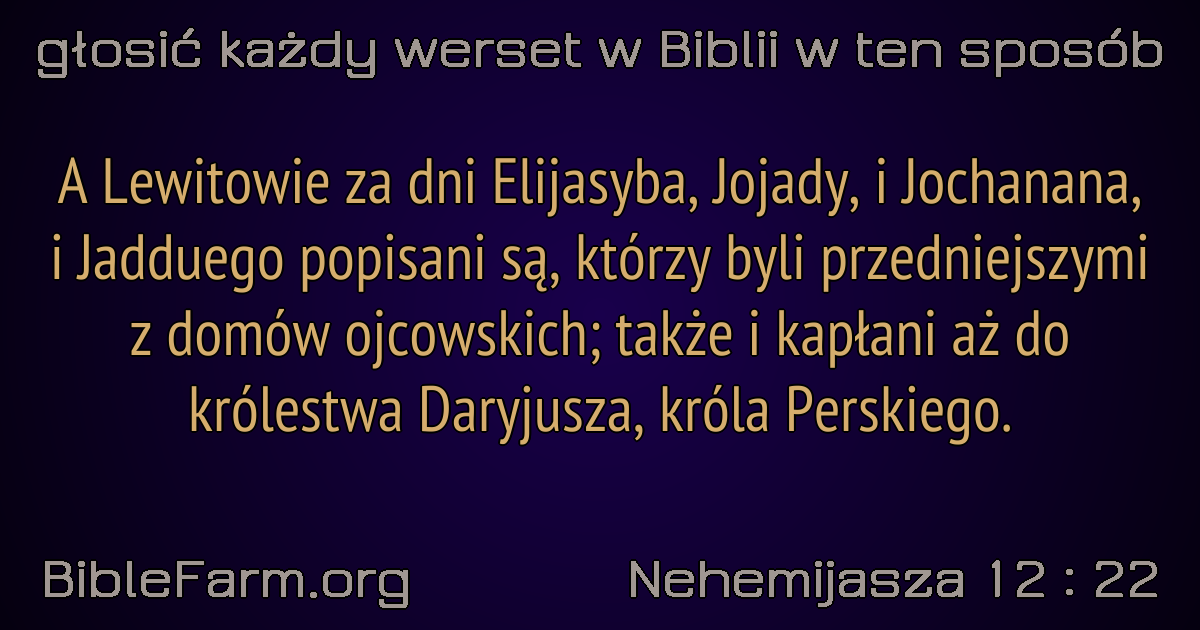 głosić każdy werset w Biblii w ten sposób
A Lewitowie za dni Elijasyba, Jojady, i Jochanana,
i Jadduego popisani są, którzy byli przedniejszymi
z domów ojcowskich; także i kapłani aż do
królestwa Daryjusza, króla Perskiego.
BibleFarm.org
Nehemijasza 12 : 22